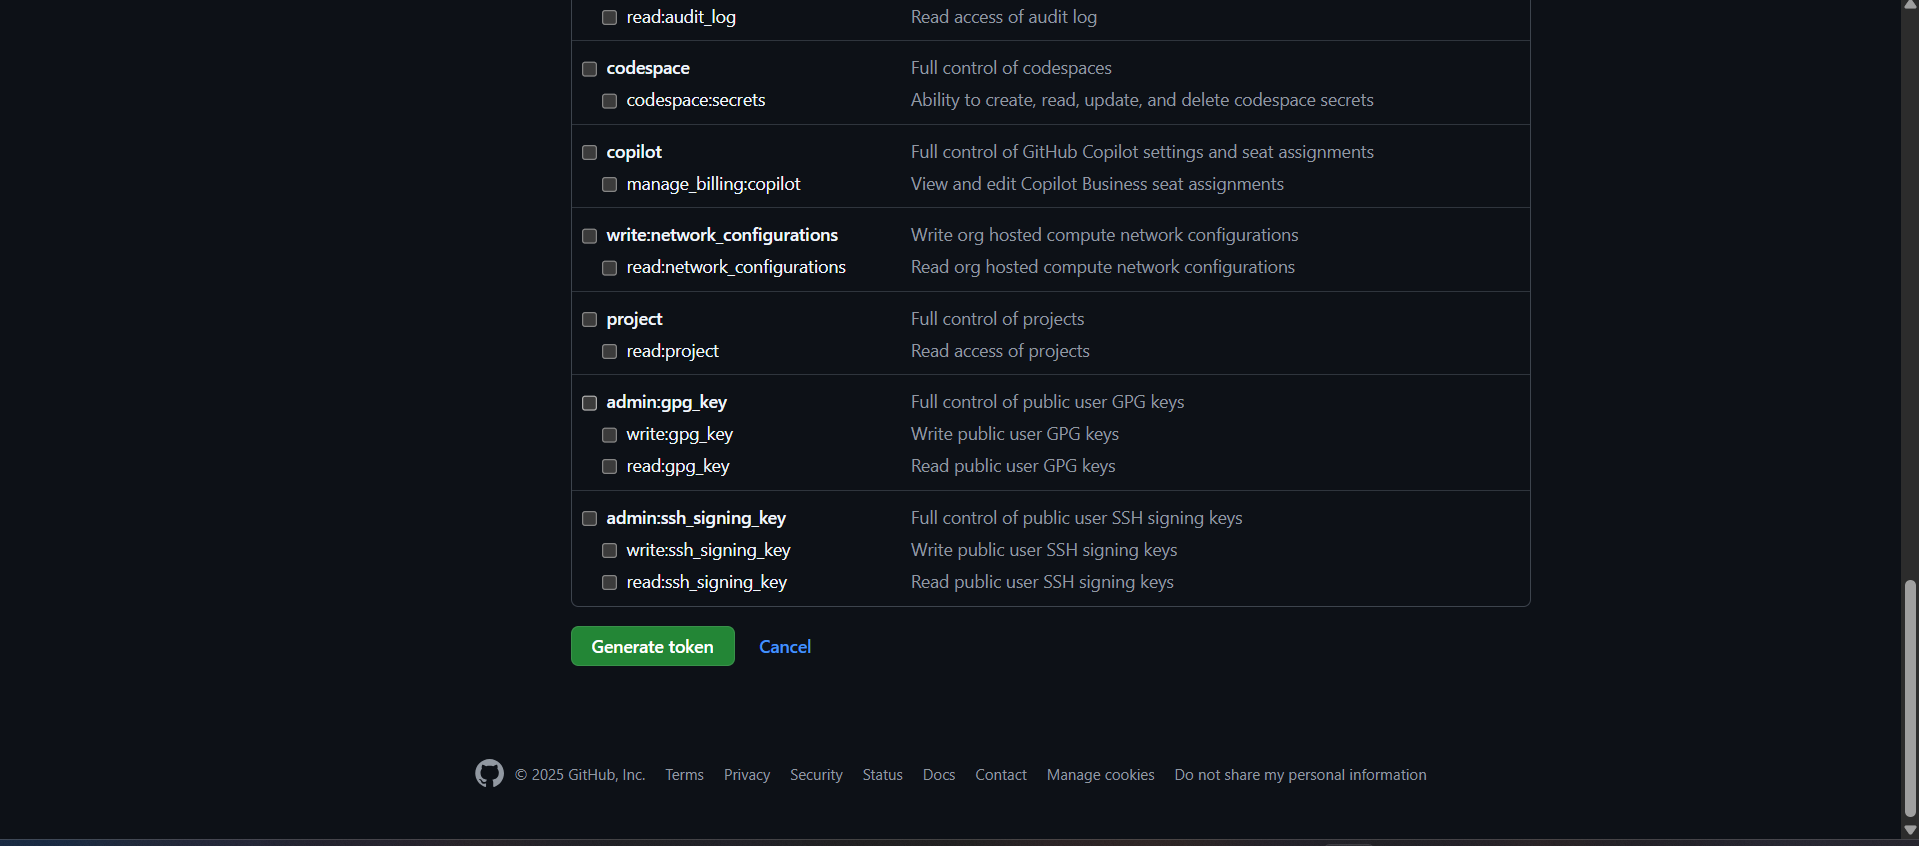 read:audit_log Read access of audit log
codespace Full control of codespaces
codespace:secrets Ability to create, read, update, and delete codespace secrets
copilot Full control of GitHub Copilot settings and seat assignments
manage_billing:copilot View and edit Copilot Business seat assignments
write:network_configurations Write org hosted compute network configurations
read:network_configurations Read org hosted compute network configurations
project Full control of projects
read:project Read access of projects
admin:gpg_key Full control of public user GPG keys
write:gpg_key Write public user GPG keys
read:gpg_key Read public user GPG keys
admin:ssh_signing_key Full control of public user SSH signing keys
write:ssh_signing_key Write public user SSH signing keys
read:ssh_signing_key Read public user SSH signing keys
Generate token Cancel
© 2025 GitHub, Inc. Terms Privacy Security Status Docs Contact Manage cookies Do not share my personal information